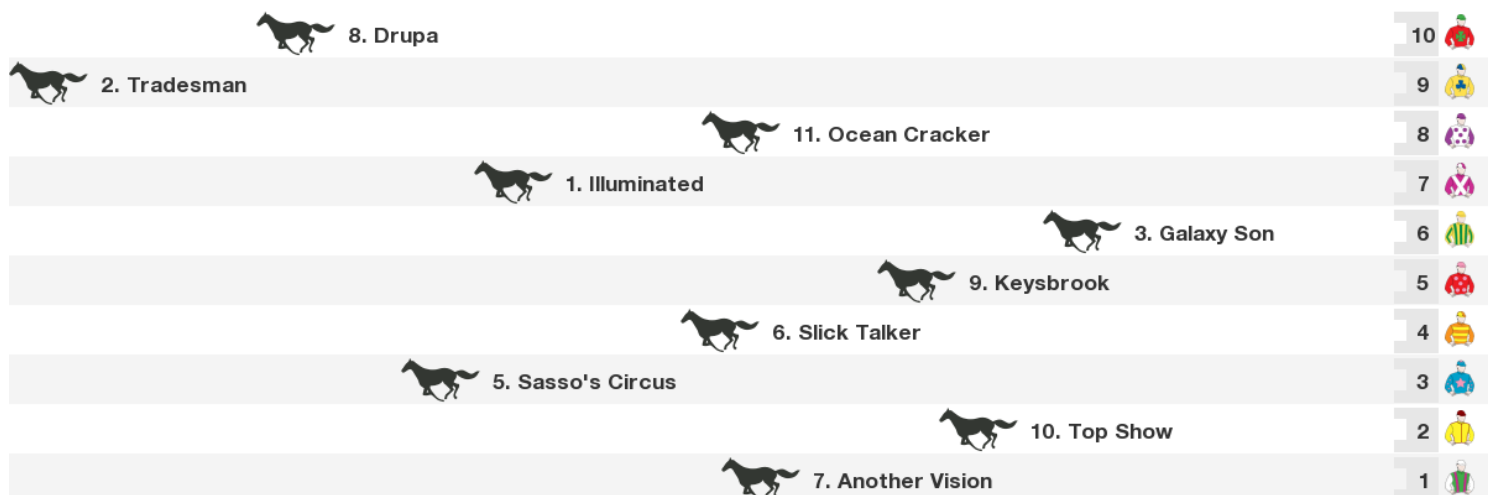 8. Drupa 10
2. Tradesman 9
11. Ocean Cracker 8
1. Illuminated 7
3. Galaxy Son 6
9. Keysbrook 5
6. Slick Talker 4
5. Sasso's Circus 3
10. Top Show 2
7. Another Vision 1